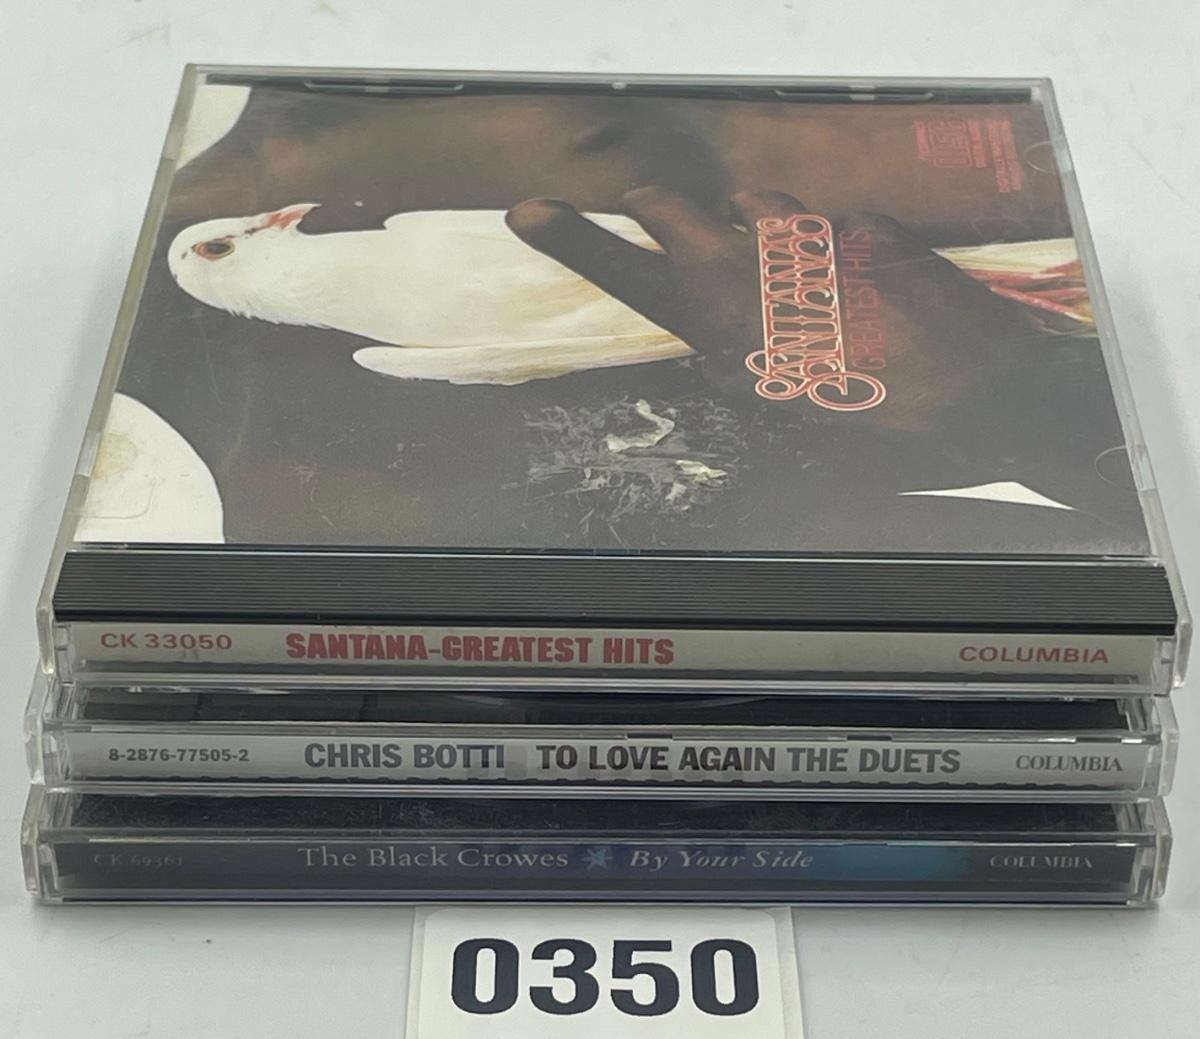 SANTANA'S
GREATEST HITS
CK 33050 SANTANA-GREATEST HITS COLUMBIA
8-2876-77505-2 CHRIS BOTTI TO LOVE AGAIN THE DUETS COLUMBIA
CK 69361 The Black Crowes By Your Side COLUMBIA
0350